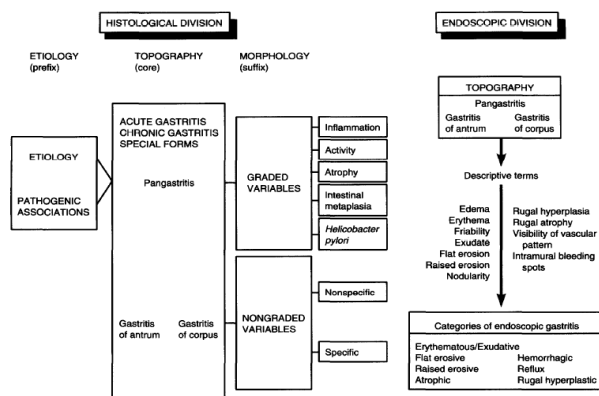 HISTOLOGICAL DIVISION
ETIOLOGY
(prefix)
TOPOGRAPHY
(core)
MORPHOLOGY
(suffix)
ETIOLOGY
PATHOGENIC
ASSOCIATIONS
ACUTE GASTRITIS
CHRONIC GASTRITIS
SPECIAL FORMS
Pangastritis
Gastritis
of antrum
Gastritis
of corpus
GRADED
VARIABLES
Inflammation
Activity
Atrophy
Intestinal
metaplasia
Helicobacter
pylori
NONGRADED
VARIABLES
Nonspecific
Specific
ENDOSCOPIC DIVISION
TOPOGRAPHY
Pangastritis
Gastritis
of antrum
Gastritis
of corpus
Descriptive terms
Edema
Erythema
Friability
Exudate
Flat erosion
Raised erosion
Nodularity
Rugal hyperplasia
Rugal atrophy
Visibility of vascular
pattern
Intramural bleeding
spots
Categories of endoscopic gastritis
Erythematous/Exudative
Flat erosive
Raised erosive
Atrophic
Hemorrhagic
Reflux
Rugal hyperplastic